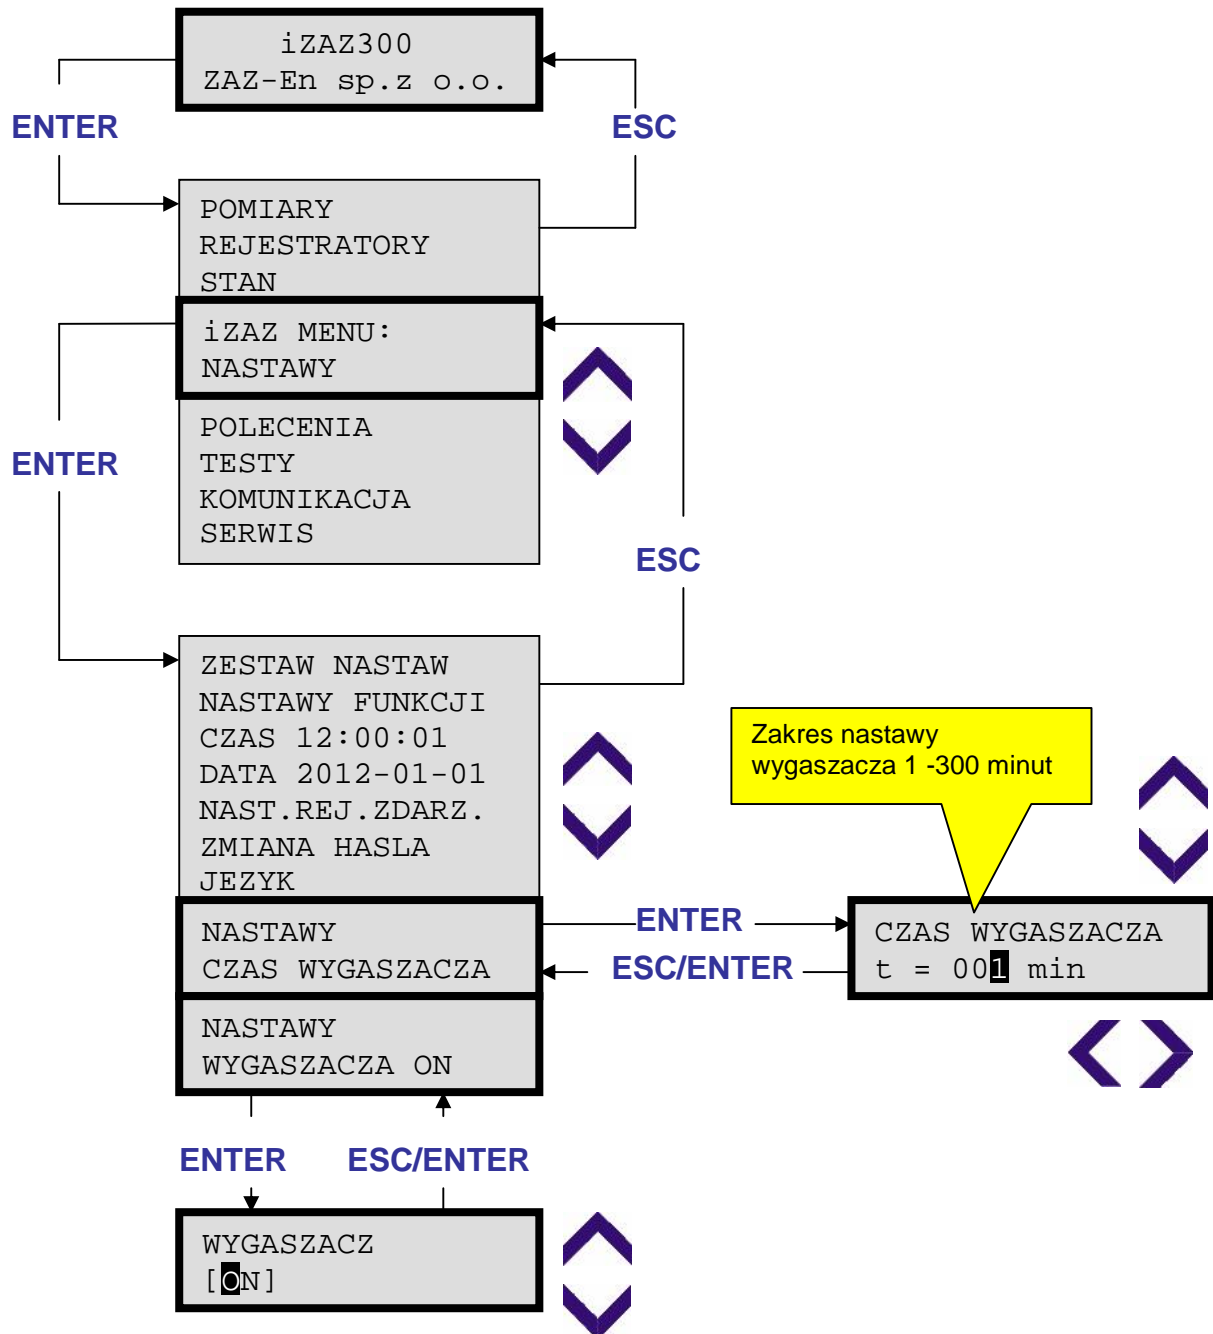 iZAZ300
ZAZ-En sp.z o.o.
ENTER
ESC
POMIARY
REJESTRATORY
STAN
iZAZ MENU:
NASTAWY
POLECENIA
TESTY
KOMUNIKACJA
SERWIS
ENTER
ESC
ZESTAW NASTAW
NASTAWY FUNKCJI
CZAS 12:00:01
DATA 2012-01-01
NAST.REJ.ZDARZ.
ZMIANA HASLA
JEZYK
Zakres nastawy
wygaszacza 1 -300 minut
NASTAWY
CZAS WYGASZACZA
ENTER
ESC/ENTER
CZAS WYGASZACZA
t = 001 min
NASTAWY
WYGASZACZA ON
ENTER
ESC/ENTER
WYGASZACZ
[ON]